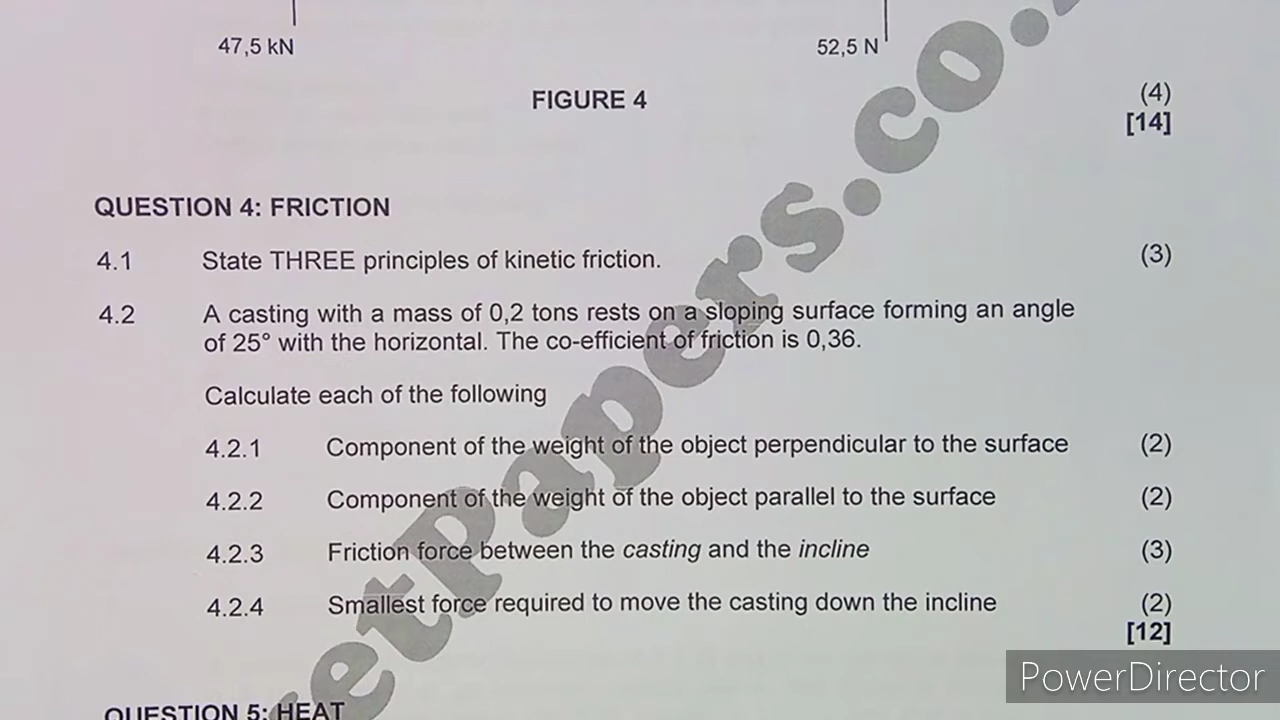 47,5 kN 52,5 N
FIGURE 4 (4)
[14]
QUESTION 4: FRICTION
4.1 State THREE principles of kinetic friction. (3)
4.2 A casting with a mass of 0,2 tons rests on a sloping surface forming an angle
of 25° with the horizontal. The co-efficient of friction is 0,36.
Calculate each of the following
4.2.1 Component of the weight of the object perpendicular to the surface (2)
4.2.2 Component of the weight of the object parallel to the surface (2)
4.2.3 Friction force between the casting and the incline (3)
4.2.4 Smallest force required to move the casting down the incline (2)
[12]
QUESTION 5: HEAT
etPapers.co.
PowerDirector